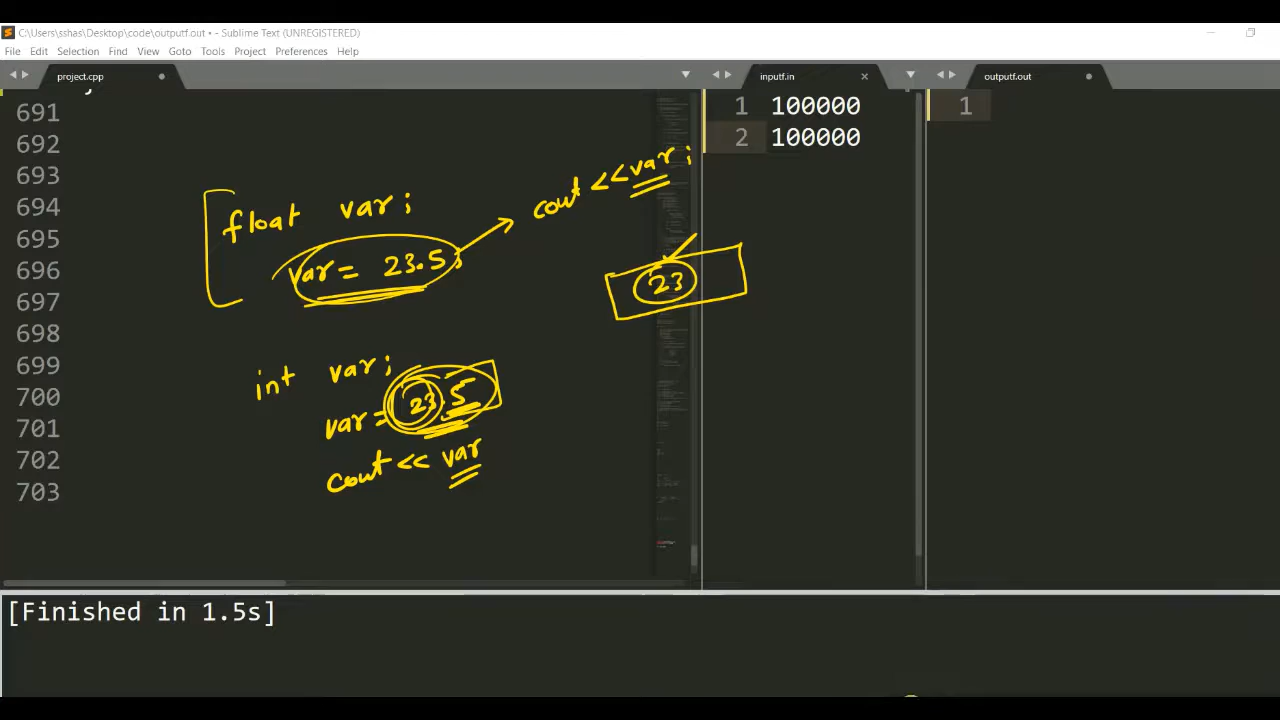 C:\Users\sshas\Desktop\code\outputf.out • - Sublime Text (UNREGISTERED)
File Edit Selection Find View Goto Tools Project Preferences Help
project.cpp
inputf.in
outputf.out
691
692
693
694
695
696
697
698
699
700
701
702
703
1 100000
2 100000
1
float var;
var = 23.5;
cout << var;
23
int var;
var = 23.5
cout << var
[Finished in 1.5s]